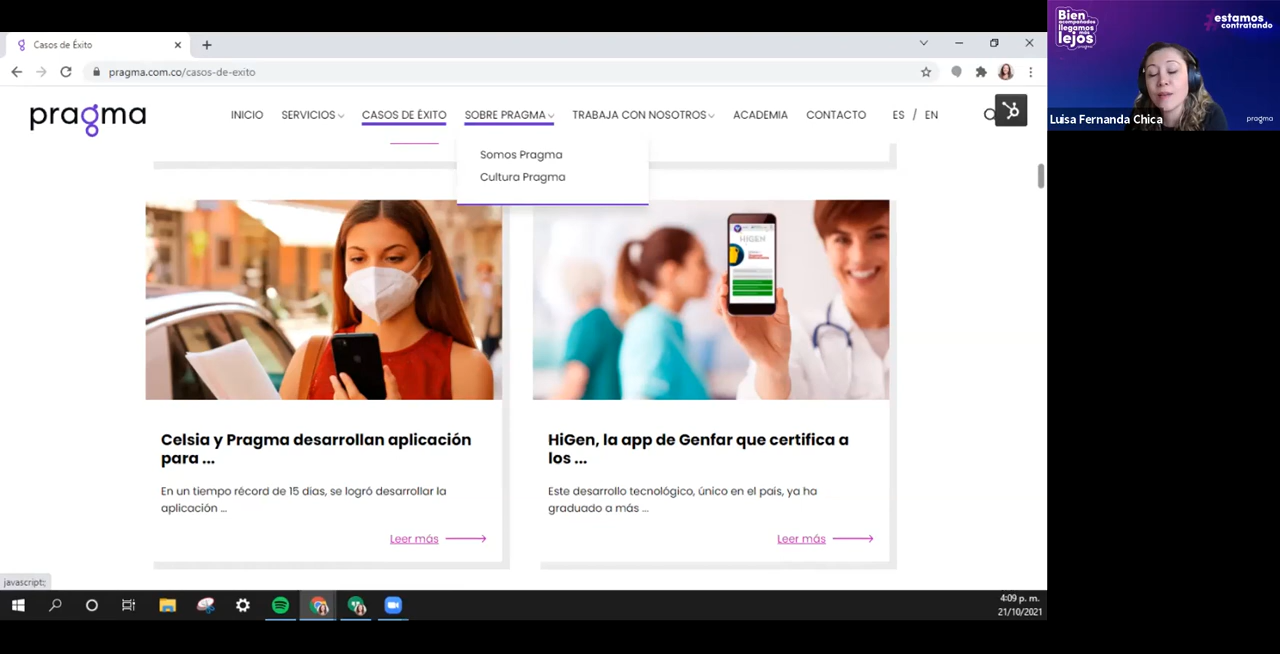 Casos de Éxito
pragma.com.co/casos-de-exito
pragma
INICIO
SERVICIOS
CASOS DE ÉXITO
SOBRE PRAGMA
TRABAJA CON NOSOTROS
ACADEMIA
CONTACTO
ES / EN
Somos Pragma
Cultura Pragma
HIGEN
Celsia y Pragma desarrollan aplicación
para ...
En un tiempo récord de 15 días, se logró desarrollar la
aplicación ...
Leer más
HiGen, la app de Genfar que certifica a
los ...
Este desarrollo tecnológico, único en el país, ya ha
graduado a más ...
Leer más
javascript:;
4:09 p. m.
21/10/2021
Bien
acompañados
llegamos
más
lejos
pragma
#estamos
contratando
Luisa Fernanda Chica
pragma